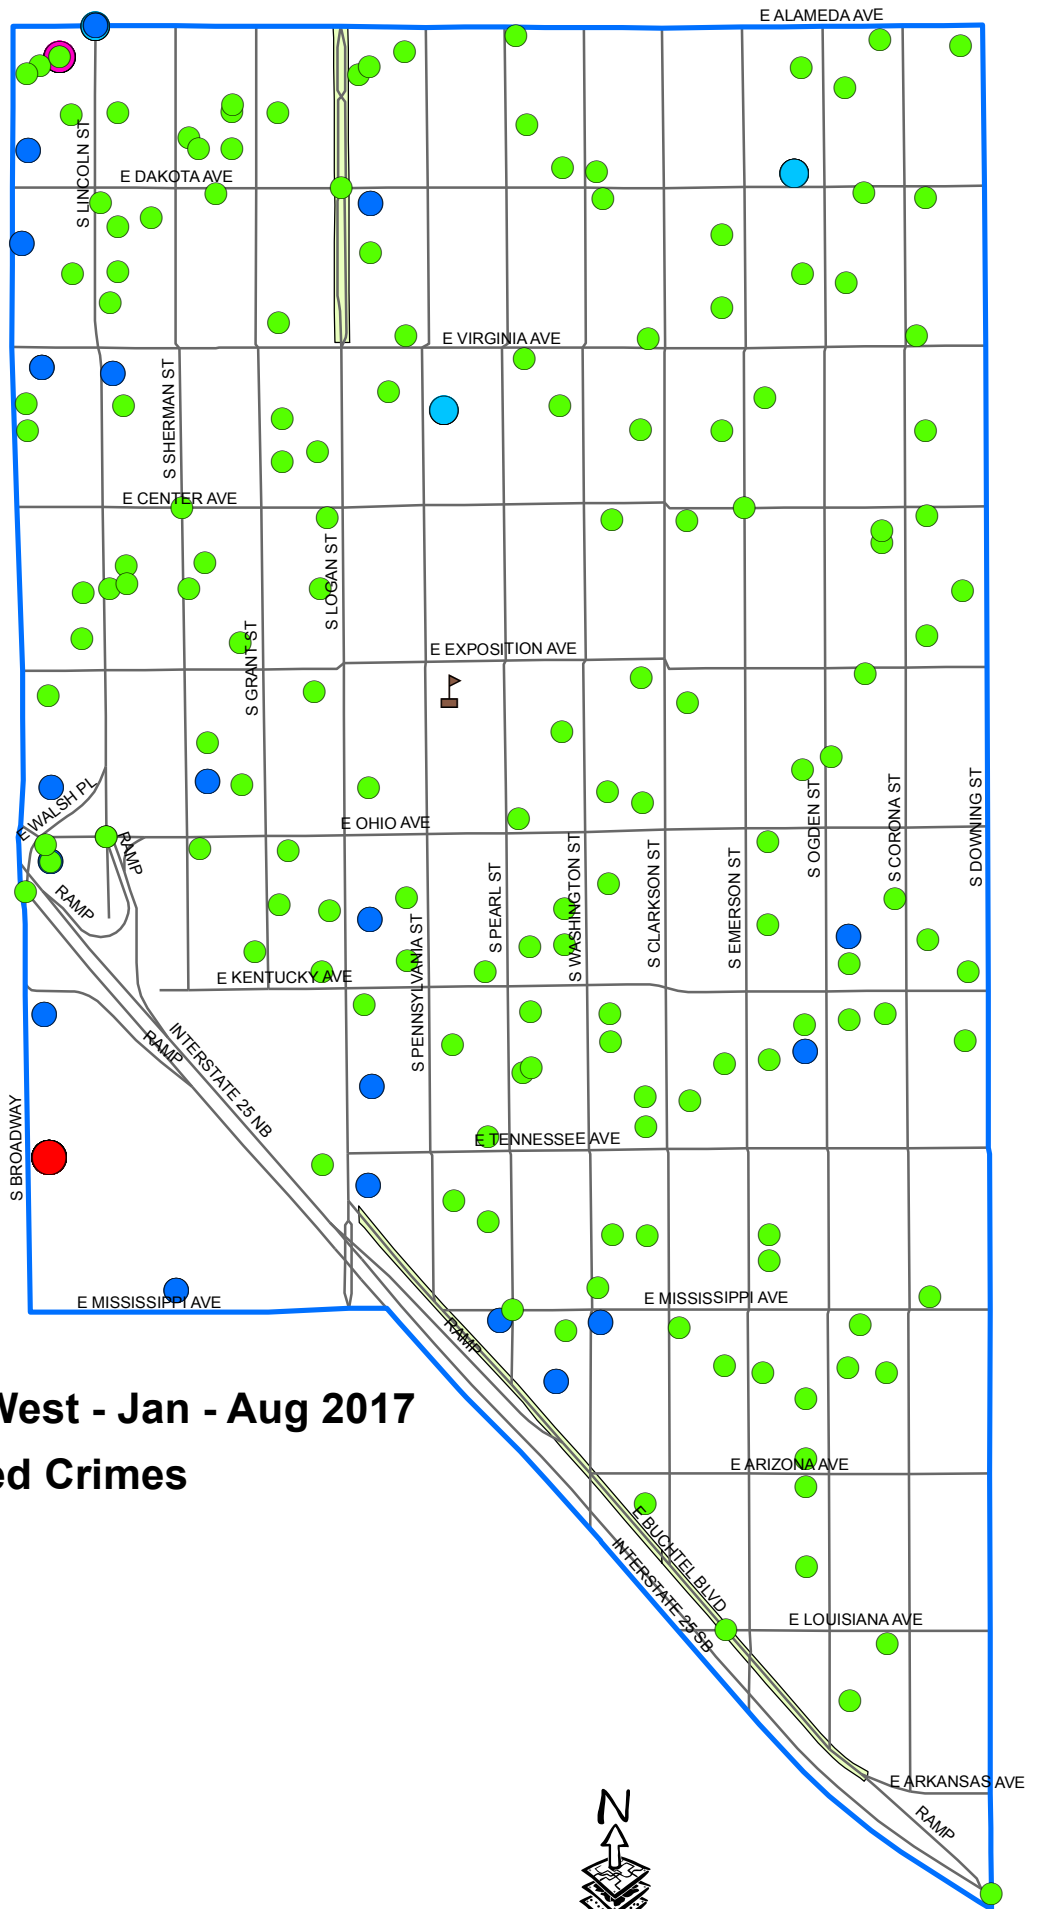 E ALAMEDA AVE
S LINCOLN ST
E DAKOTA AVE
E VIRGINIA AVE
S SHERMAN ST
E CENTER AVE
S LOGAN ST
S GRANT ST
E EXPOSITION AVE
E WALSH PL
RAMP
RAMP
E OHIO AVE
S OGDEN ST
S CORONA ST
S DOWNING ST
S PEARL ST
S WASHINGTON ST
S CLARKSON ST
S EMERSON ST
S PENNSYLVANIA ST
E KENTUCKY AVE
RAMP
INTERSTATE 25 NB
S BROADWAY
E TENNESSEE AVE
E MISSISSIPPI AVE
E MISSISSIPPI AVE
RAMP
West - Jan - Aug 2017
ed Crimes
E ARIZONA AVE
E BUCHTEL BLVD
INTERSTATE 25 SB
E LOUISIANA AVE
E ARKANSAS AVE
RAMP
N